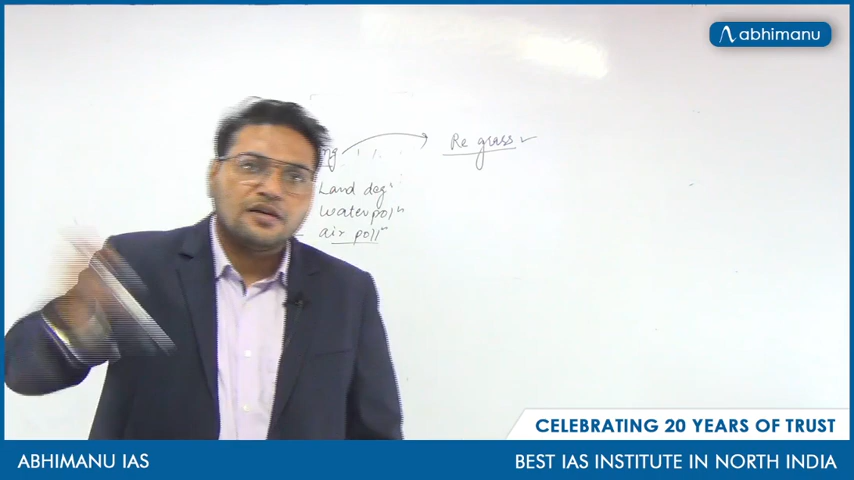 abhimanu
Re grass
Land deg
water poll
air poll
CELEBRATING 20 YEARS OF TRUST
ABHIMANU IAS
BEST IAS INSTITUTE IN NORTH INDIA